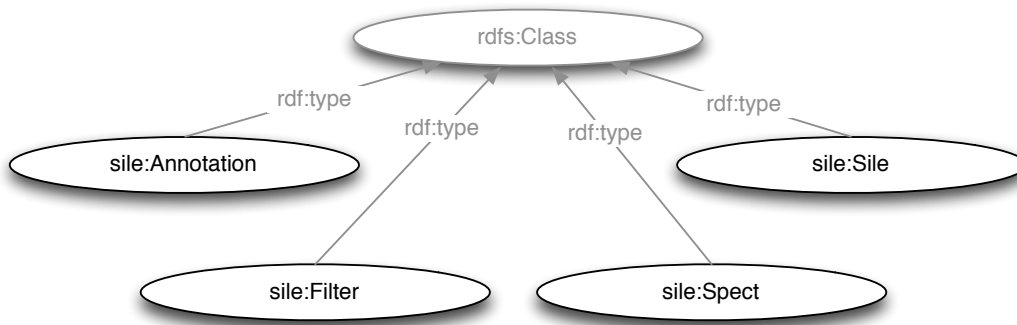 rdfs:Class
rdf:type
rdf:type
rdf:type
rdf:type
sile:Annotation
sile:Sile
sile:Filter
sile:Spect